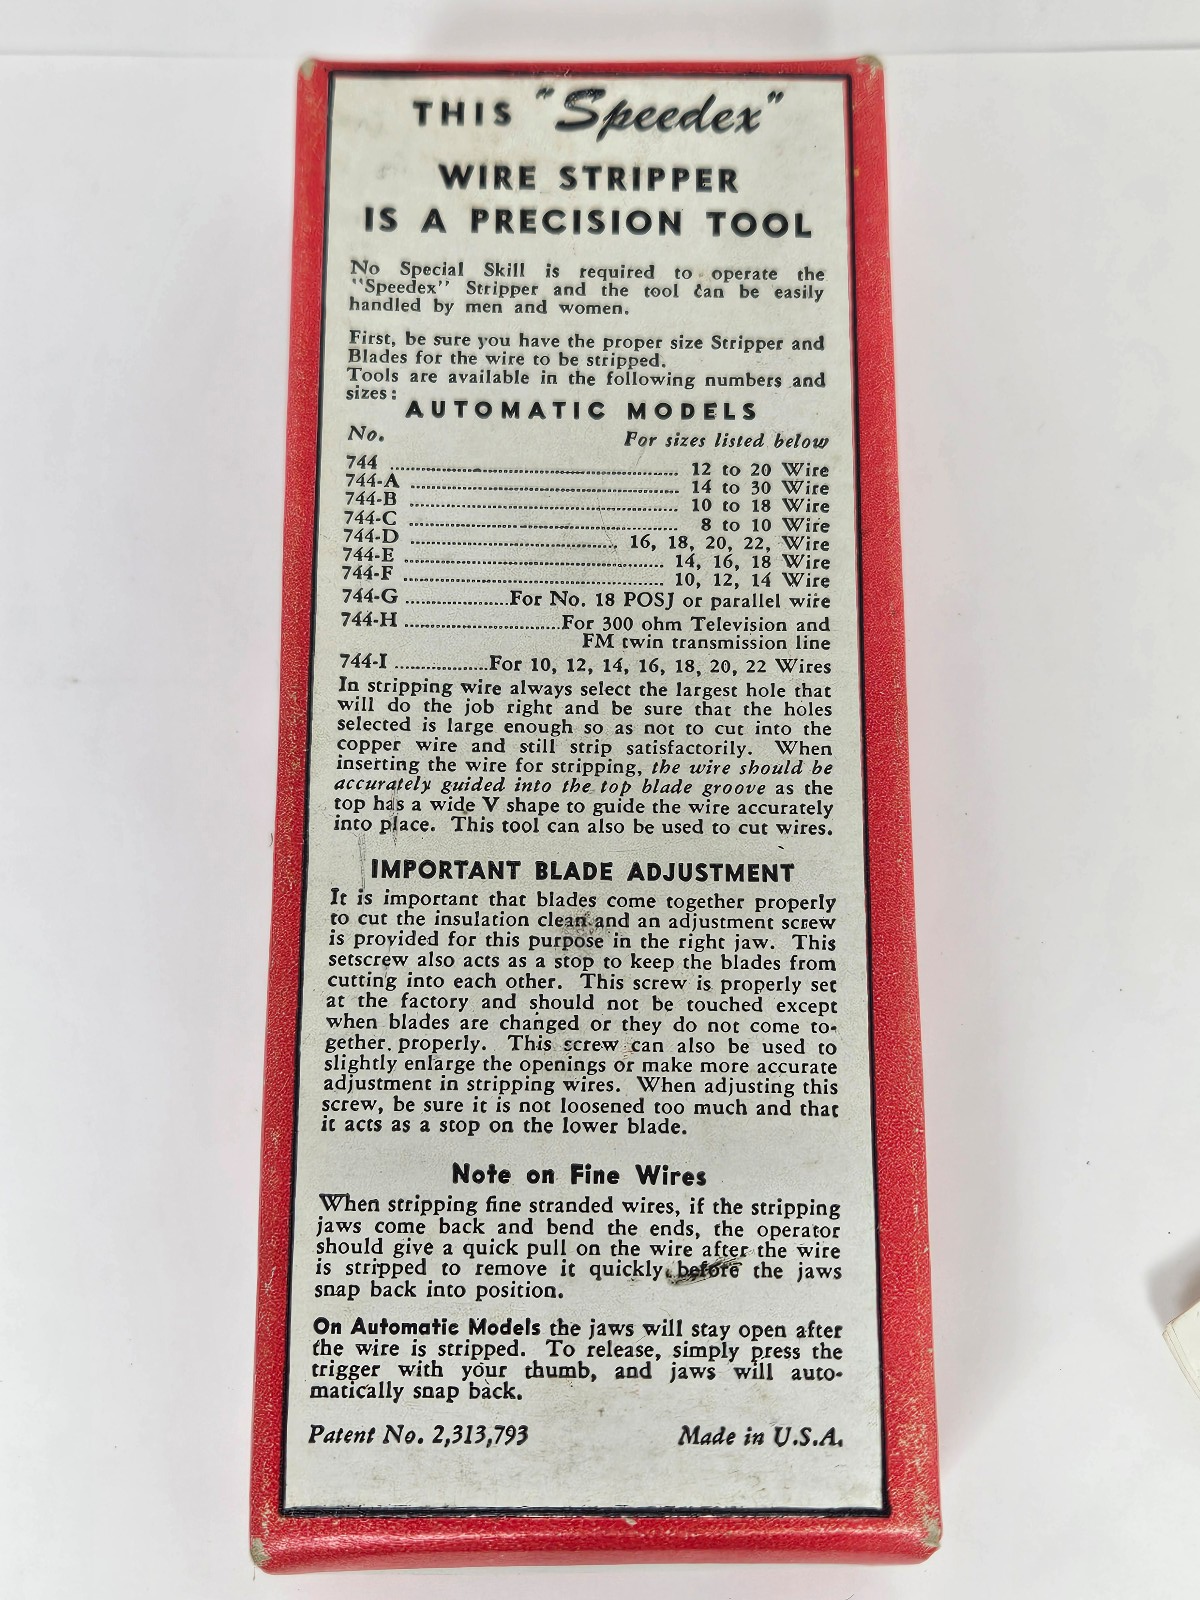 THIS "Speedex"
WIRE STRIPPER
IS A PRECISION TOOL
No Special Skill is required to operate the
"Speedex" Stripper and the tool can be easily
handled by men and women.
First, be sure you have the proper size Stripper and
Blades for the wire to be stripped.
Tools are available in the following numbers and
sizes:
AUTOMATIC MODELS
No. For sizes listed below
744 ........................ 12 to 20 Wire
744-A ........................ 14 to 30 Wire
744-B ........................ 10 to 18 Wire
744-C ........................ 8 to 10 Wire
744-D ........................ 16, 18, 20, 22, Wire
744-E ........................ 14, 16, 18 Wire
744-F ........................ 10, 12, 14 Wire
744-G ....................For No. 18 POSJ or parallel wire
744-H ..............................For 300 ohm Television and
FM twin transmission line
744-I ..................For 10, 12, 14, 16, 18, 20, 22 Wires
In stripping wire always select the largest hole that
will do the job right and be sure that the holes
selected is large enough so as not to cut into the
copper wire and still strip satisfactorily. When
inserting the wire for stripping, the wire should be
accurately guided into the top blade groove as the
top has a wide V shape to guide the wire accurately
into place. This tool can also be used to cut wires.
IMPORTANT BLADE ADJUSTMENT
It is important that blades come together properly
to cut the insulation clean and an adjustment screw
is provided for this purpose in the right jaw. This
setscrew also acts as a stop to keep the blades from
cutting into each other. This screw is properly set
at the factory and should not be touched except
when blades are changed or they do not come to-
gether properly. This screw can also be used to
slightly enlarge the openings or make more accurate
adjustment in stripping wires. When adjusting this
screw, be sure it is not loosened too much and that
it acts as a stop on the lower blade.
Note on Fine Wires
When stripping fine stranded wires, if the stripping
jaws come back and bend the ends, the operator
should give a quick pull on the wire after the wire
is stripped to remove it quickly before the jaws
snap back into position.
On Automatic Models the jaws will stay open after
the wire is stripped. To release, simply press the
trigger with your thumb, and jaws will auto-
matically snap back.
Patent No. 2,313,793 Made in U.S.A.